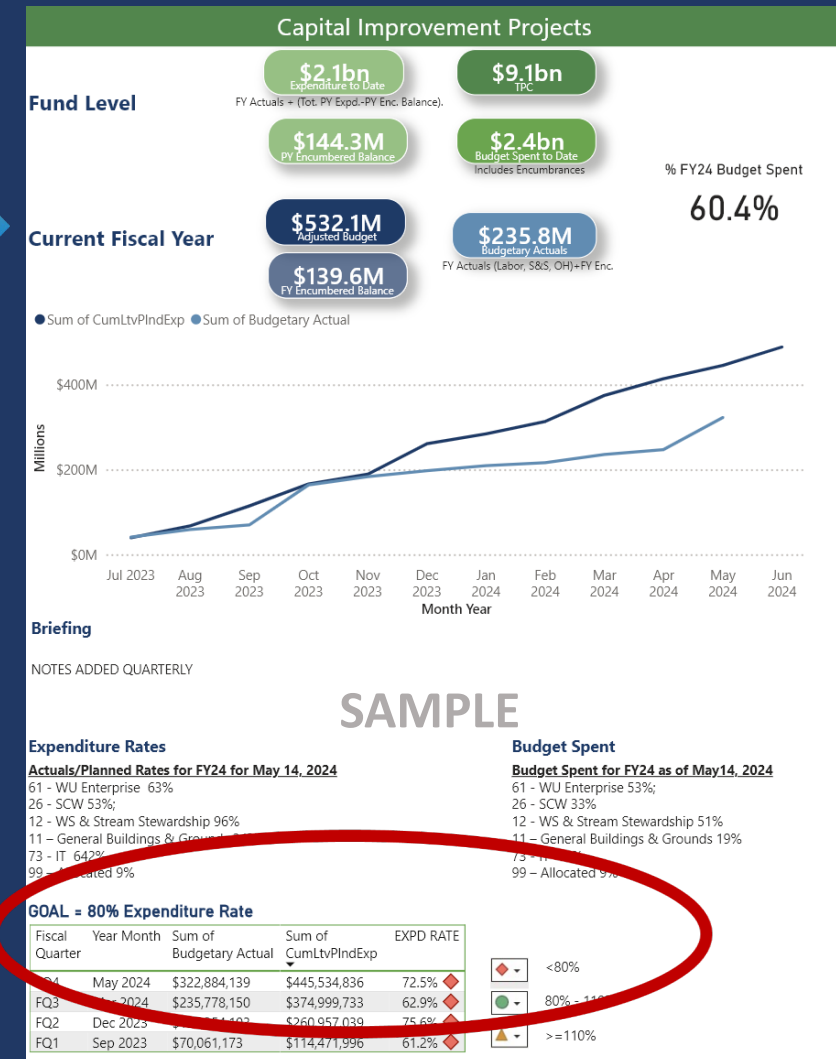 Capital Improvement Projects
Fund Level
$2.1bn
Expenditure to Date
FY Actuals + (Tot. PY Expd.-PY Enc. Balance).
$9.1bn
TPC
$144.3M
PY Encumbered Balance
$2.4bn
Budget Spent to Date
Includes Encumbrances
% FY24 Budget Spent
60.4%
Current Fiscal Year
$532.1M
Adjusted Budget
$235.8M
Budgetary Actuals
FY Actuals (Labor, S&S, OH)+FY Enc.
$139.6M
FY Encumbered Balance
Sum of CumLtvPIndExp Sum of Budgetary Actual
Millions
$400M
$200M
$0M
Jul 2023 Aug 2023 Sep 2023 Oct 2023 Nov 2023 Dec 2023 Jan 2024 Feb 2024 Mar 2024 Apr 2024 May 2024 Jun 2024
Month Year
Briefing
NOTES ADDED QUARTERLY
SAMPLE
Expenditure Rates
Actuals/Planned Rates for FY24 for May 14, 2024
61 - WU Enterprise 63%
26 - SCW 53%;
12 - WS & Stream Stewardship 96%
11 – General Buildings & Grounds
73 - IT 642%
99 – Allocated 9%
Budget Spent
Budget Spent for FY24 as of May14, 2024
61 - WU Enterprise 53%;
26 - SCW 33%
12 - WS & Stream Stewardship 51%
11 – General Buildings & Grounds 19%
73 -
99 – Allocated 9%
GOAL = 80% Expenditure Rate
Fiscal Quarter Year Month Sum of Budgetary Actual Sum of CumLtvPIndExp EXPD RATE
FQ4 May 2024 $322,884,139 $445,534,836 72.5%
FQ3 Mar 2024 $235,778,150 $374,999,733 62.9%
FQ2 Dec 2023 $260,957,039 75.6%
FQ1 Sep 2023 $70,061,173 $114,471,996 61.2%
<80%
80% - 110%
>=110%